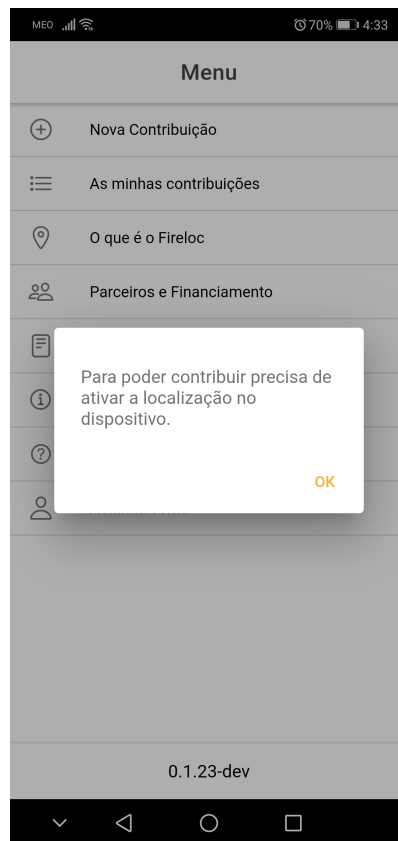 MEO 70% 4:33
Menu
Nova Contribuição
As minhas contribuições
O que é o Fireloc
Parceiros e Financiamento
Para poder contribuir precisa de
ativar a localização no
dispositivo.
OK
0.1.23-dev